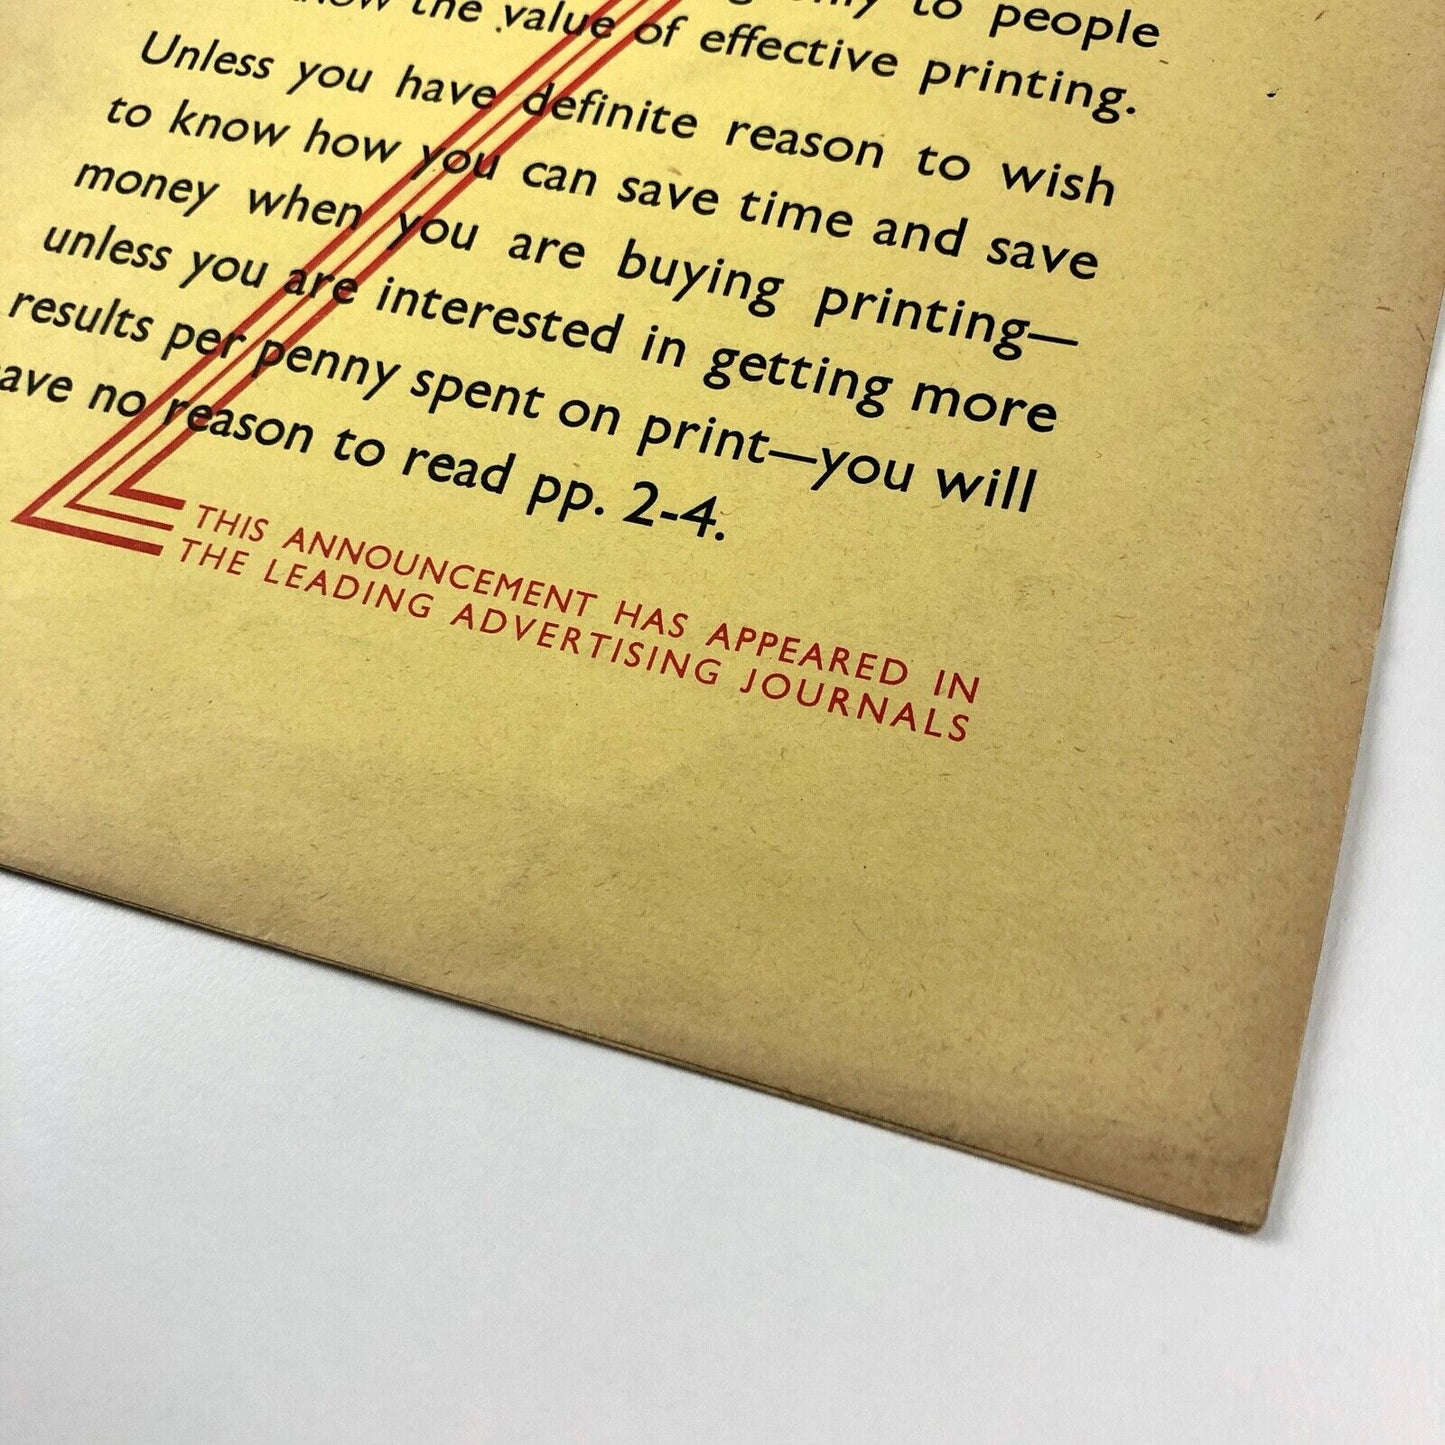 to people
the value of effective printing.
Unless you have definite reason to wish
to know how you can save time and save
money when you are buying printing—
unless you are interested in getting more
results per penny spent on print—you will
no reason to read pp. 2-4.
THIS ANNOUNCEMENT HAS APPEARED IN
THE LEADING ADVERTISING JOURNALS